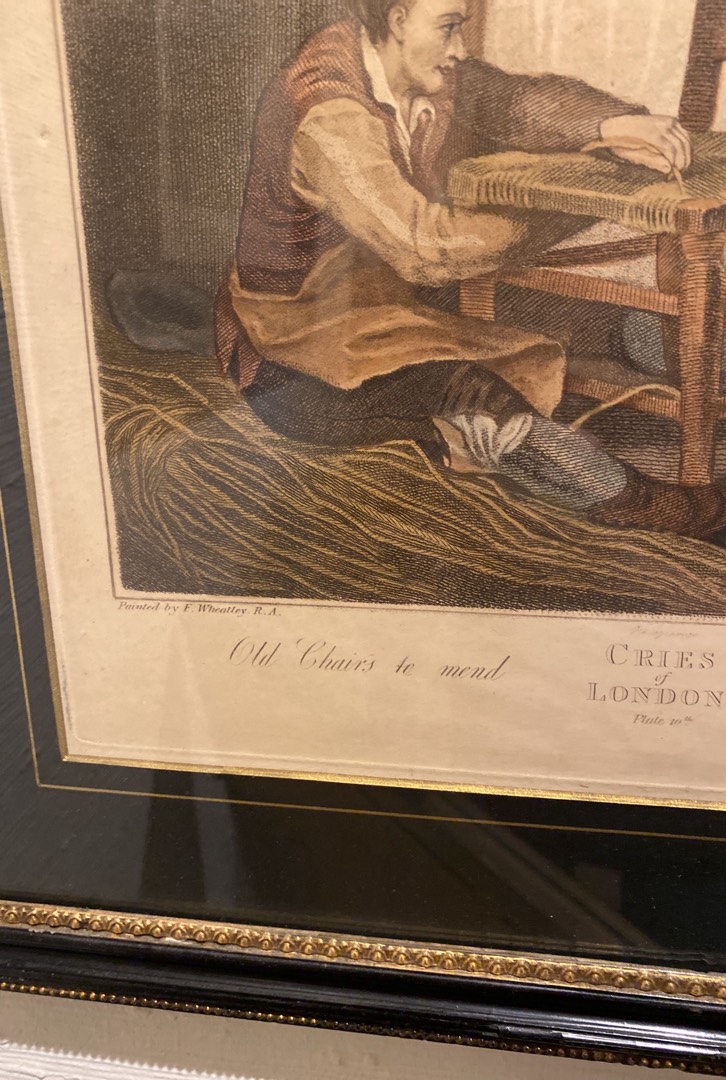 Painted by F. Wheatley. R.A.
Old Chairs to mend
CRIES
of
LONDON
Plate 10th